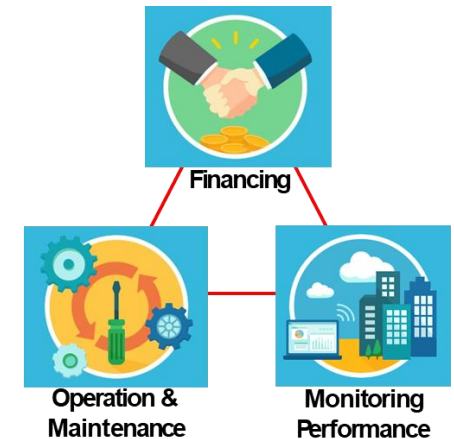 Financing
Operation &
Maintenance
Monitoring
Performance